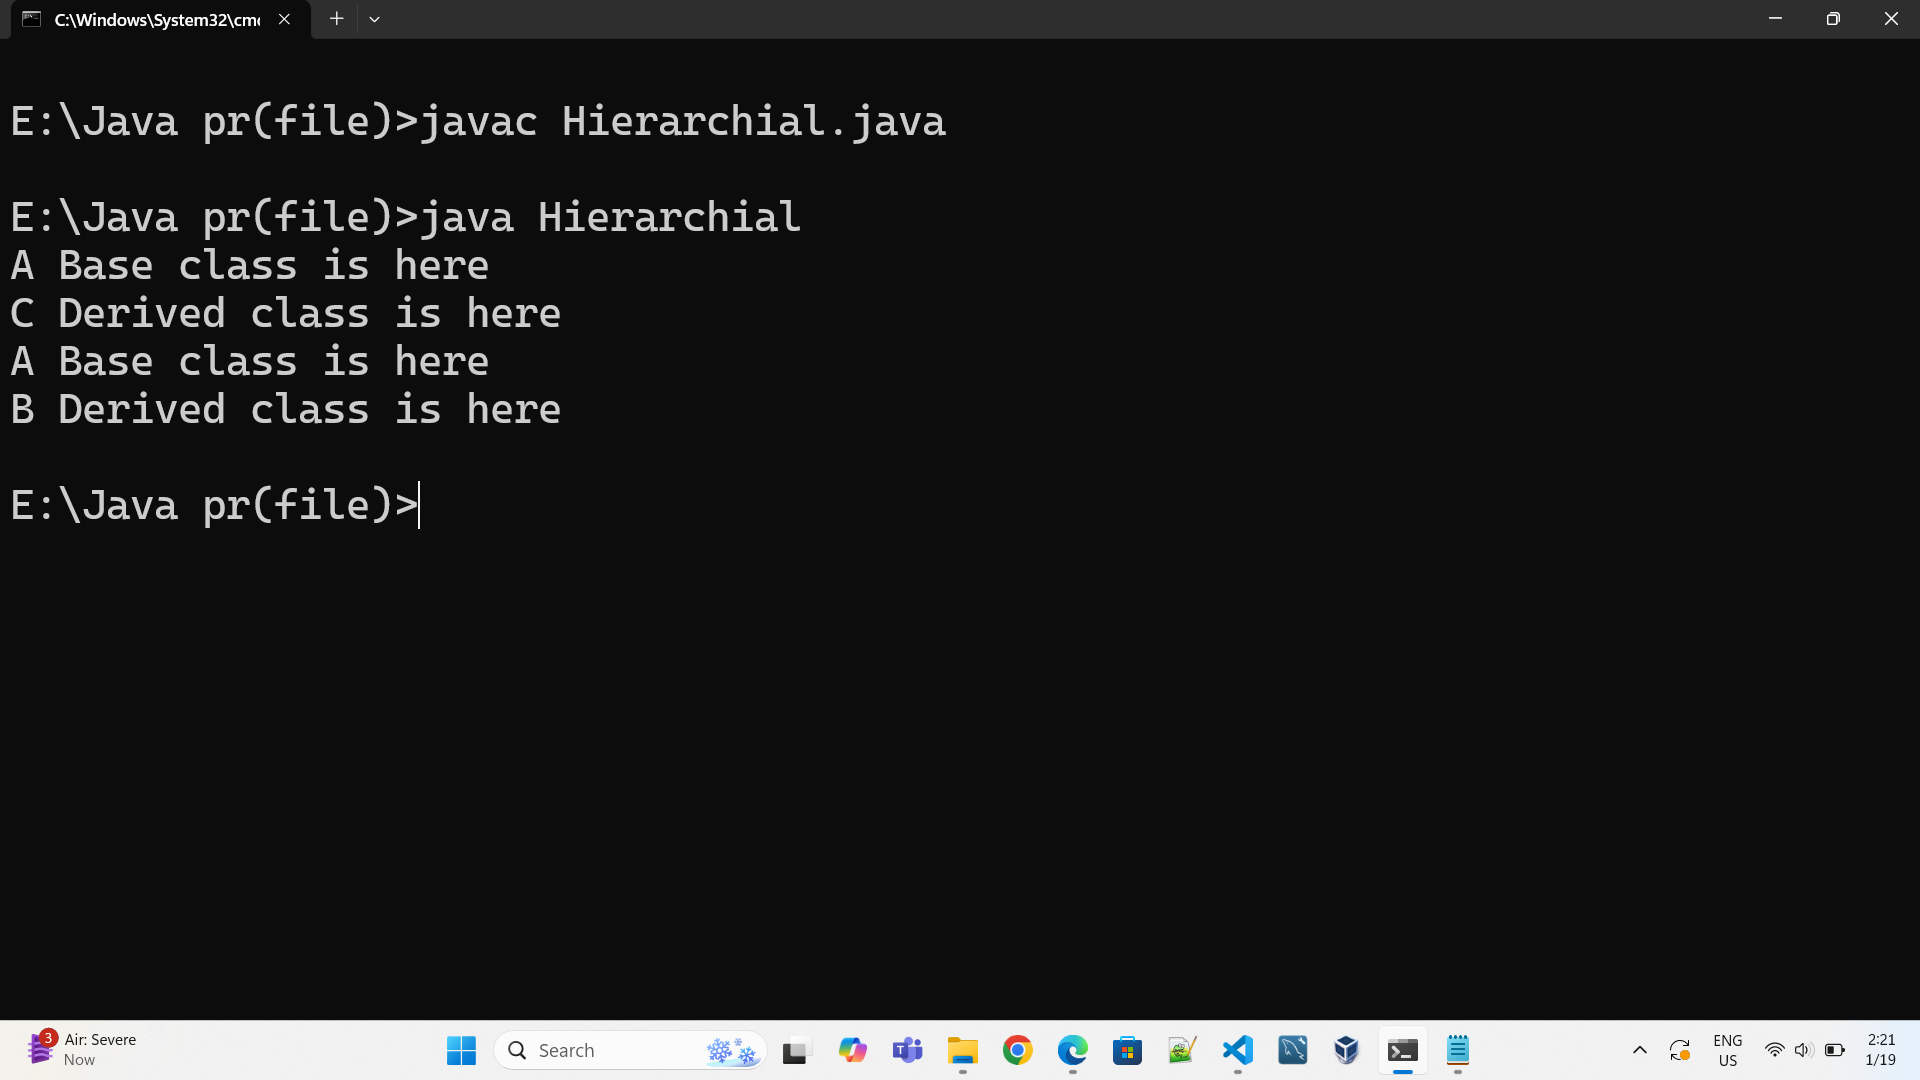 C:\Windows\System32\cmd
E:\Java pr(file)>javac Hierarchial.java
E:\Java pr(file)>java Hierarchial
A Base class is here
C Derived class is here
A Base class is here
B Derived class is here
E:\Java pr(file)>
3
Air: Severe
Now
Search
ENG
US
2:21
1/19